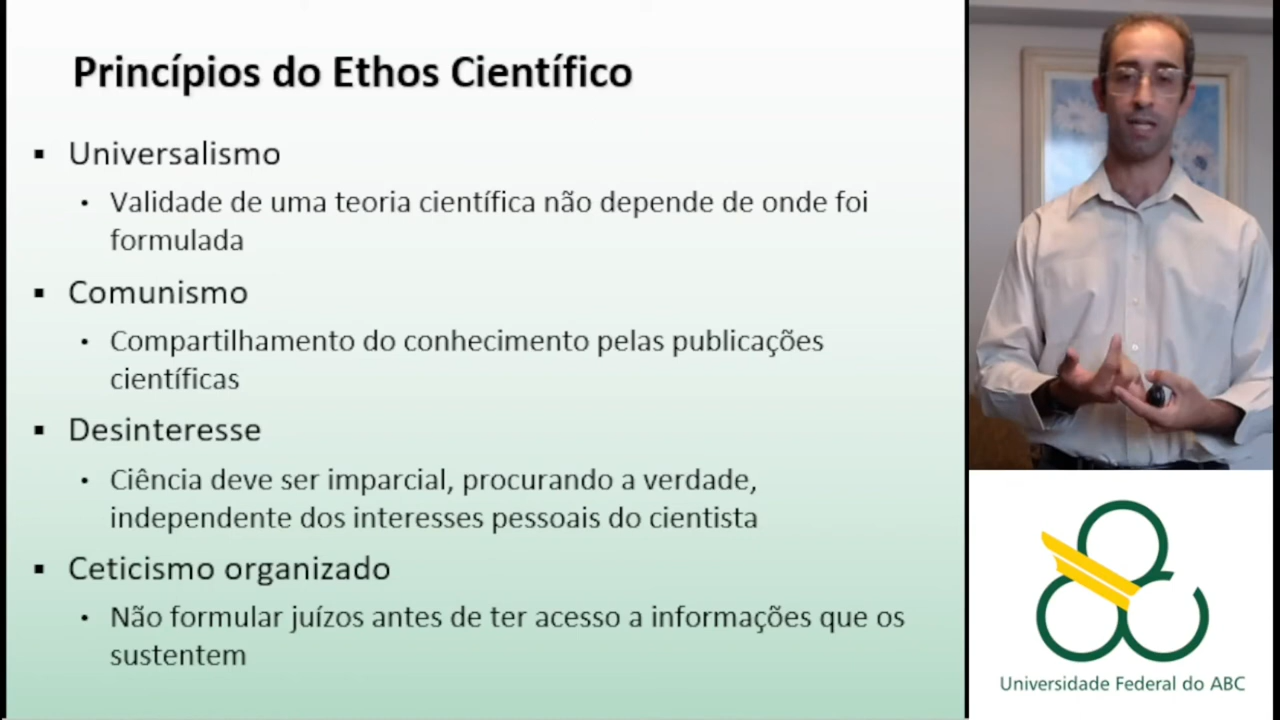 Princípios do Ethos Científico
▪ Universalismo
• Validade de uma teoria científica não depende de onde foi
formulada
▪ Comunismo
• Compartilhamento do conhecimento pelas publicações
científicas
▪ Desinteresse
• Ciência deve ser imparcial, procurando a verdade,
independente dos interesses pessoais do cientista
▪ Ceticismo organizado
• Não formular juízos antes de ter acesso a informações que os
sustentem
Universidade Federal do ABC